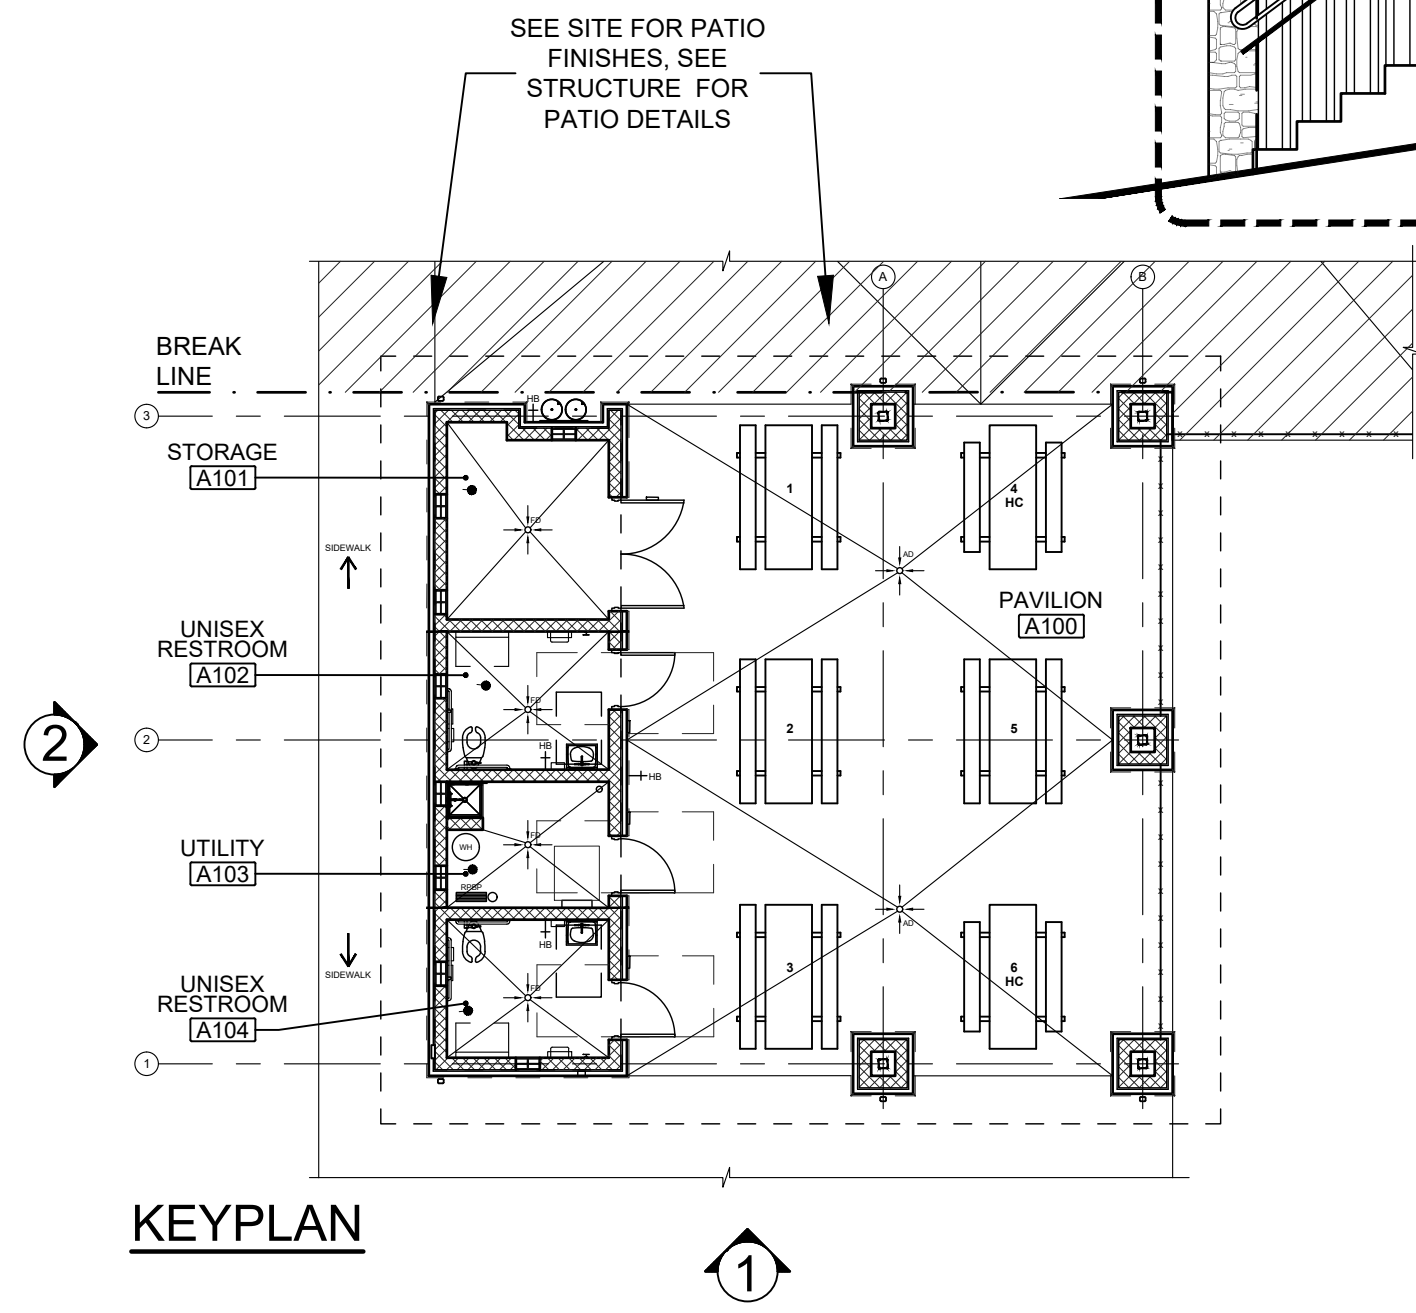 SEE SITE FOR PATIO
FINISHES, SEE
STRUCTURE FOR
PATIO DETAILS
A
B
BREAK
LINE
HB
3
STORAGE
A101
1
4
HC
FD
SIDEWALK
AD
PAVILION
A100
UNISEX
RESTROOM
A102
FD
2
2
HB
2
5
HB
FD
UTILITY
A103
WH
RPBP
HB
AD
SIDEWALK
3
6
HC
UNISEX
RESTROOM
A104
FD
1
KEYPLAN
1